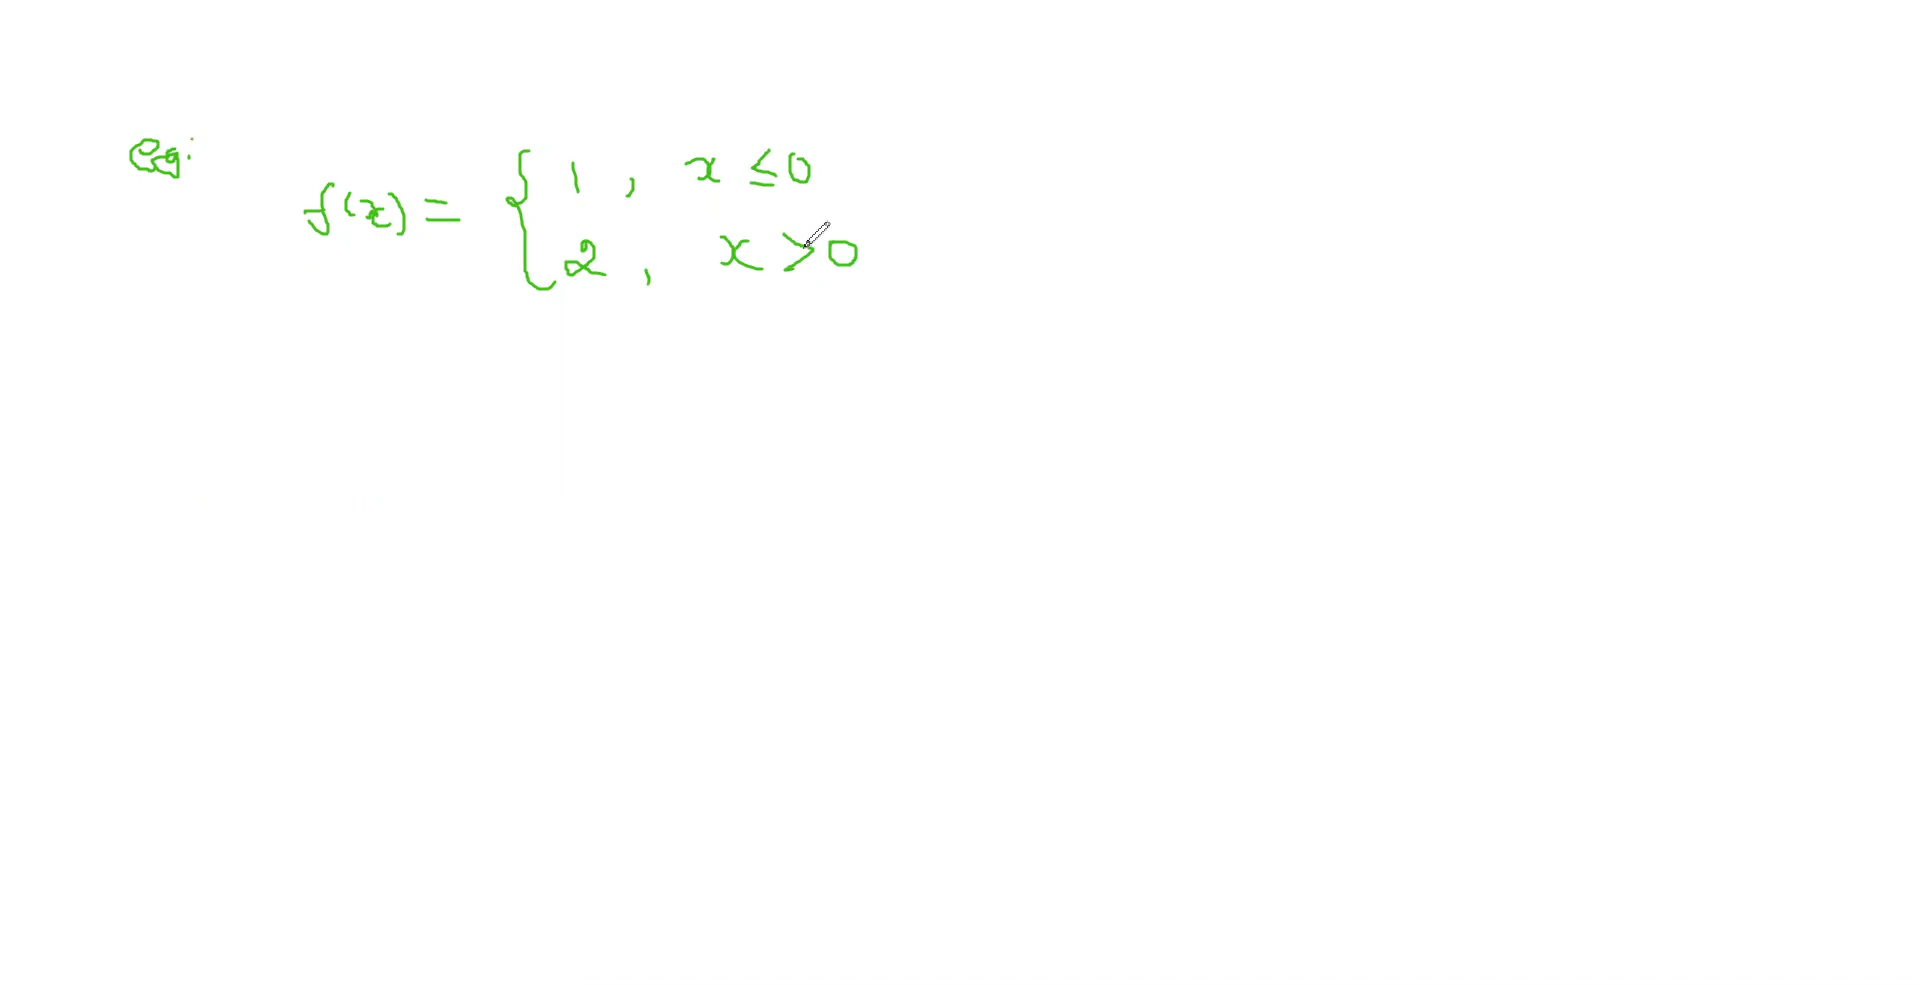 eg:
f(x) = { 1 , x ≤ 0
2 , x > 0